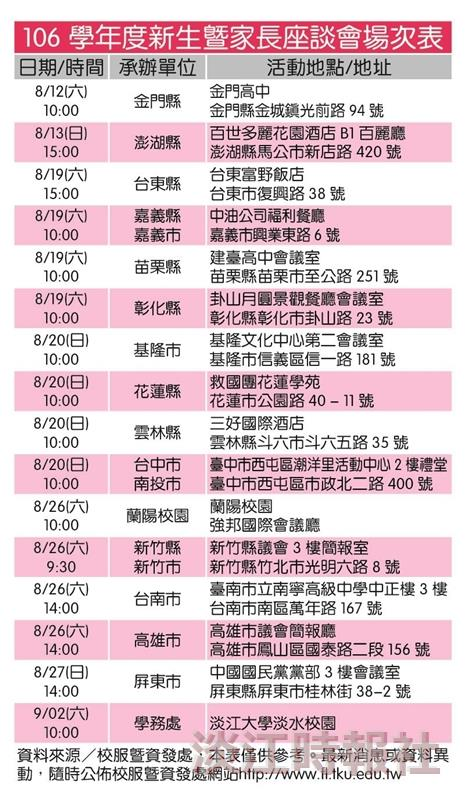 106 學年度新生暨家長座談會場次表
日期/時間 承辦單位 活動地點/地址
8/12(六) 金門縣 金門高中
10:00 金門縣金城鎮光前路 94 號
8/13(日) 澎湖縣 百世多麗花園酒店 B1 百麗廳
15:00 澎湖縣馬公市新店路 420 號
8/19(六) 台東縣 台東富野飯店
15:00 台東市復興路 38 號
8/19(六) 嘉義縣 中油公司福利餐廳
10:00 嘉義市 嘉義市興業東路 6 號
8/19(六) 苗栗縣 建臺高中會議室
10:00 苗栗縣苗栗市至公路 251 號
8/19(六) 彰化縣 卦山月圓景觀餐廳會議室
10:00 彰化縣彰化市卦山路 23 號
8/20(日) 基隆市 基隆文化中心第二會議室
10:00 基隆市信義區信一路 181 號
8/20(日) 花蓮縣 救國團花蓮學苑
10:00 花蓮市公園路 40 – 11 號
8/20(日) 雲林縣 三好國際酒店
10:00 雲林縣斗六市斗六五路 35 號
8/20(日) 台中市 臺中市西屯區潮洋里活動中心 2 樓禮堂
10:00 南投市 臺中市西屯區市政北二路 400 號
8/26(六) 蘭陽校園 蘭陽校園
10:00 強邦國際會議廳
8/26(六) 新竹縣 新竹縣議會 3 樓簡報室
9:30 新竹市 新竹縣竹北市光明六路 8 號
8/26(六) 台南市 臺南市立南寧高級中學中正樓 3 樓
14:00 台南市南區萬年路 167 號
8/26(六) 高雄市 高雄市議會簡報廳
14:00 高雄市鳳山區國泰路二段 156 號
8/27(日) 屏東市 中國國民黨黨部 3 樓會議室
14:00 屏東縣屏東市桂林街 38–2 號
9/02(六) 學務處 淡江大學淡水校園
10:00
資料來源／校服暨資發處，本表僅供參考。最新消息或資料異
動，隨時公佈校服暨資發處網站http://www.fl.tku.edu.tw
淡江時報社